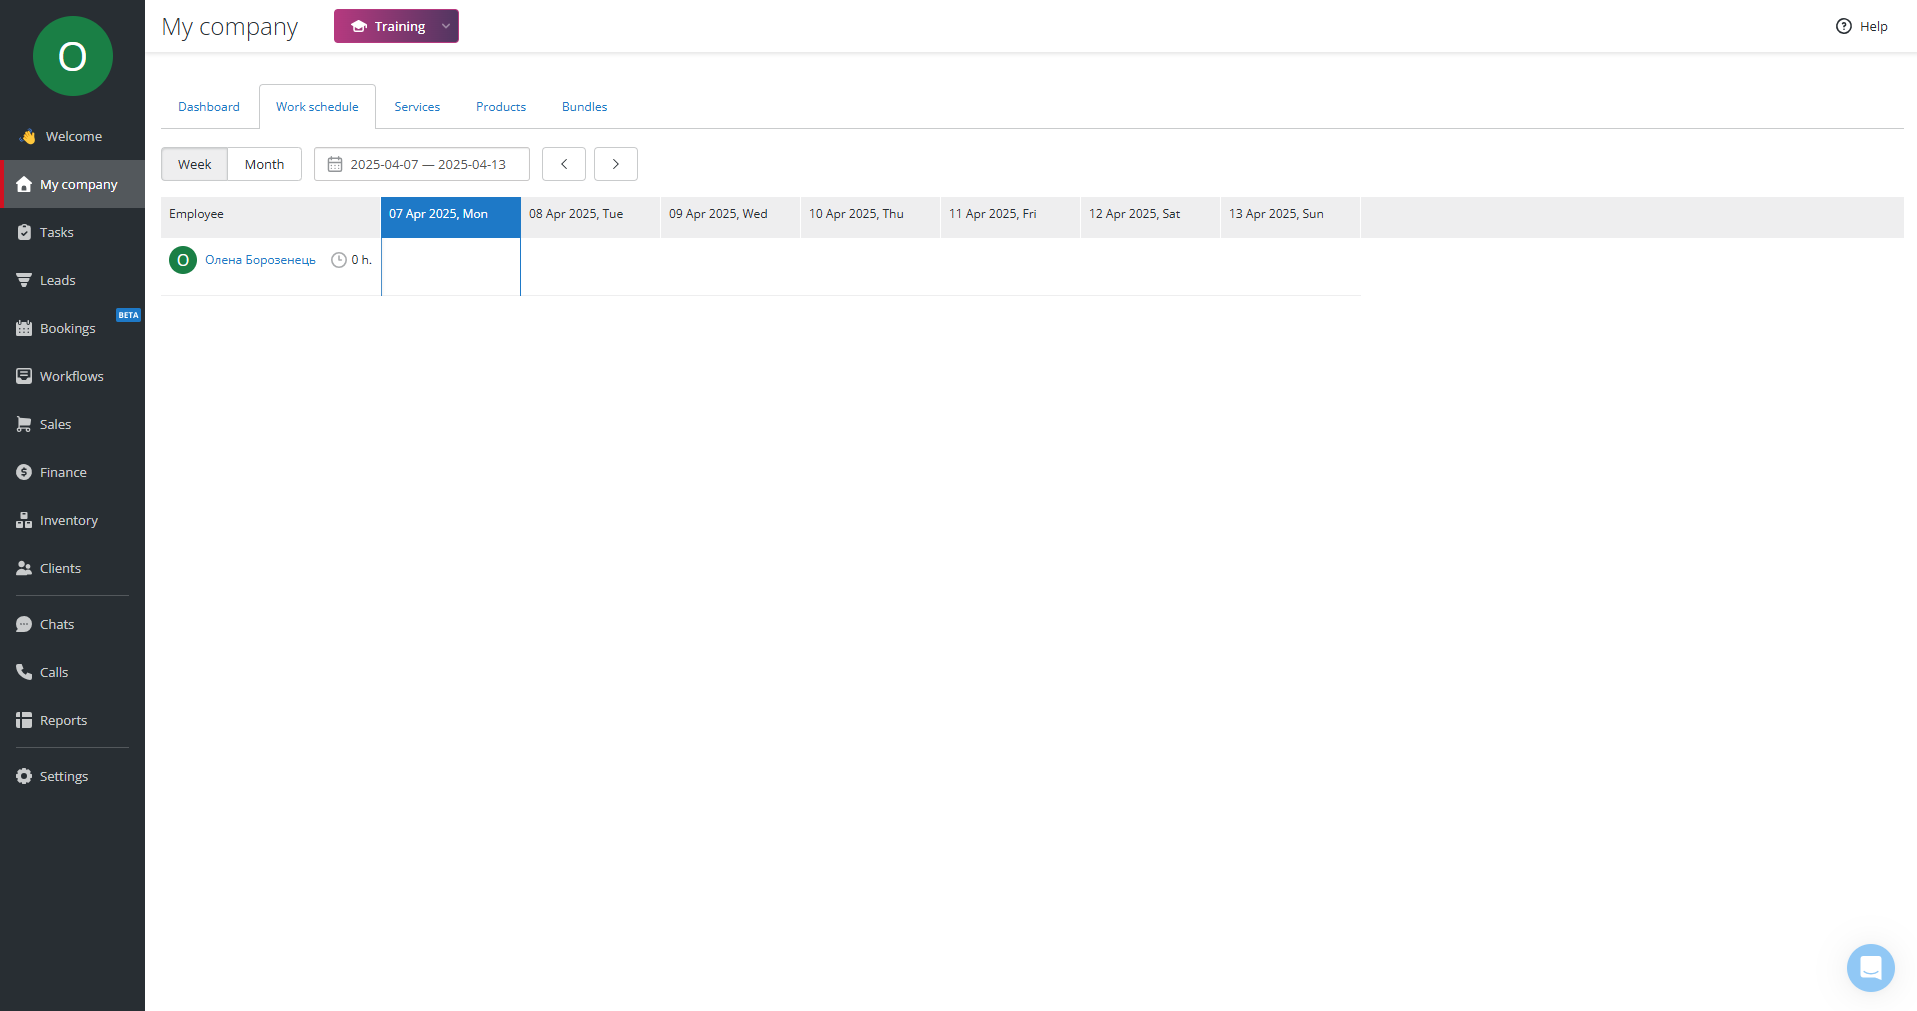 O
Welcome
My company
Tasks
Leads
BETA
Bookings
Workflows
Sales
Finance
Inventory
Clients
Chats
Calls
Reports
Settings
My company
Training
Help
Dashboard
Work schedule
Services
Products
Bundles
Week
Month
2025-04-07 — 2025-04-13
Employee
07 Apr 2025, Mon
08 Apr 2025, Tue
09 Apr 2025, Wed
10 Apr 2025, Thu
11 Apr 2025, Fri
12 Apr 2025, Sat
13 Apr 2025, Sun
O
Олена Борозенець
0 h.